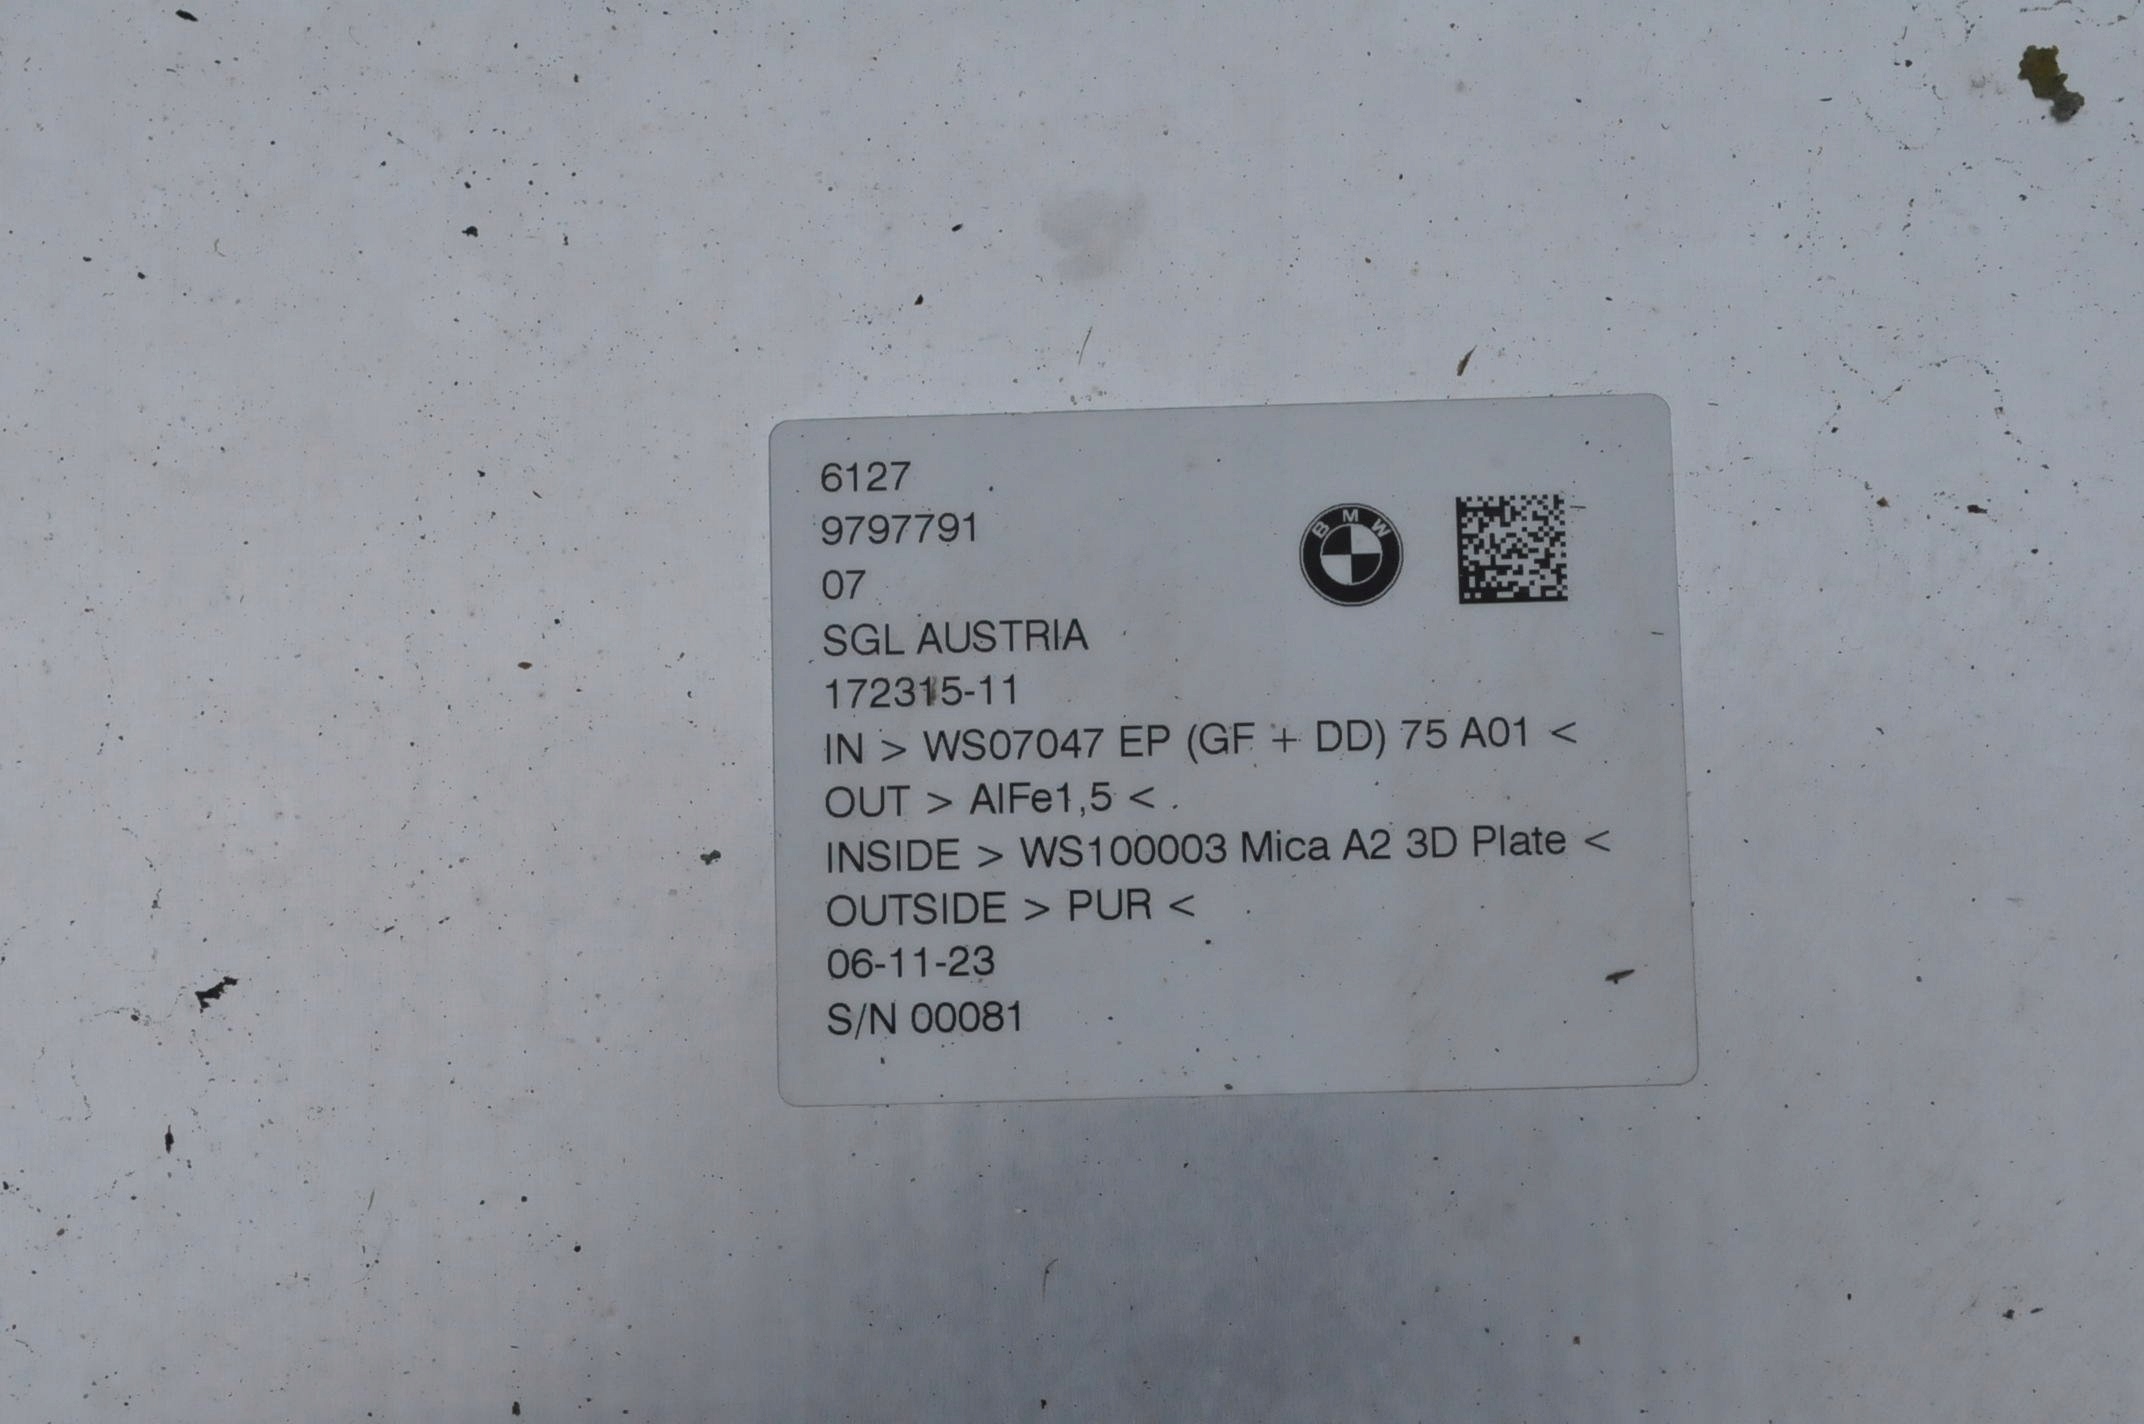 6127
9797791
07
BMW
SGL AUSTRIA
172315-11
IN > WS07047 EP (GF + DD) 75 A01 <
OUT > AlFe1,5 <
INSIDE > WS100003 Mica A2 3D Plate <
OUTSIDE > PUR <
06-11-23
S/N 00081